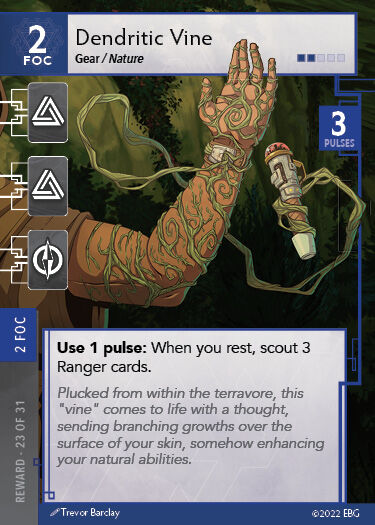 2
FOC
Dendritic Vine
Gear / Nature
3
PULSES
2 FOC
REWARD - 23 OF 31
Use 1 pulse: When you rest, scout 3
Ranger cards.
Plucked from within the terravore, this
"vine" comes to life with a thought,
sending branching growths over the
surface of your skin, somehow enhancing
your natural abilities.
Trevor Barclay
©2022 EBG